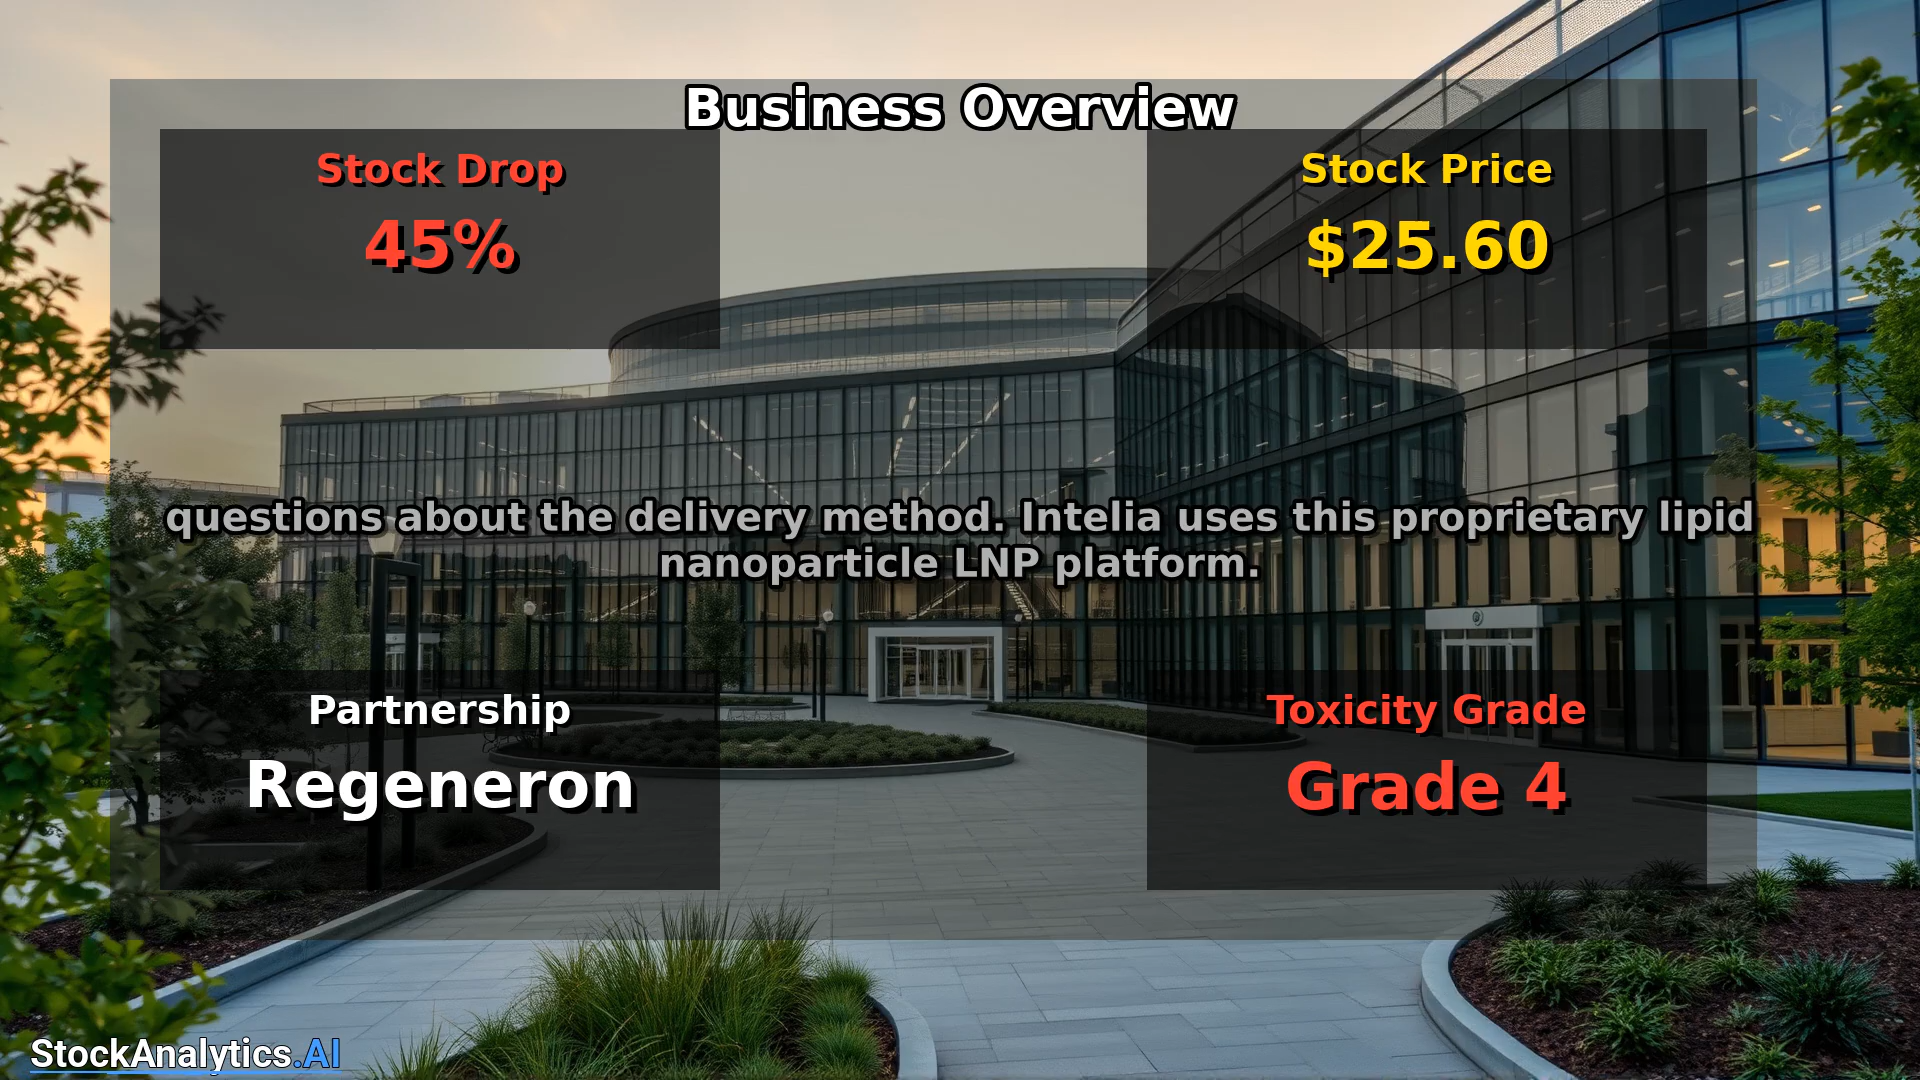 Business Overview
Stock Drop
45%
Stock Price
$25.60
questions about the delivery method. Intelia uses this proprietary lipid
nanoparticle LNP platform.
Partnership
Regeneron
Toxicity Grade
Grade 4
StockAnalytics.AI